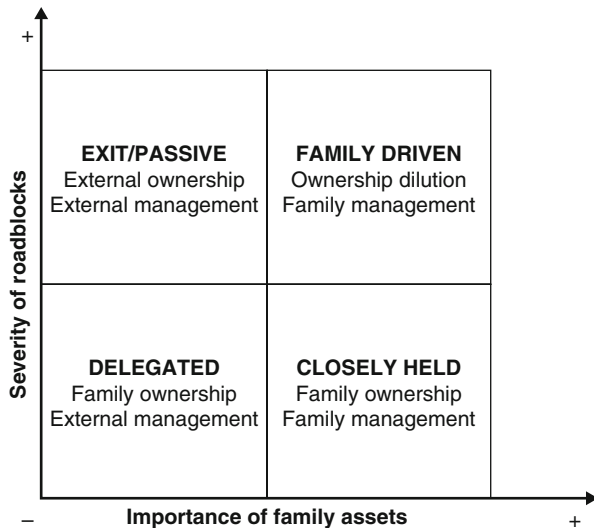 +
Severity of roadblocks
EXIT/PASSIVE
External ownership
External management
FAMILY DRIVEN
Ownership dilution
Family management
DELEGATED
Family ownership
External management
CLOSELY HELD
Family ownership
Family management
–
Importance of family assets
+